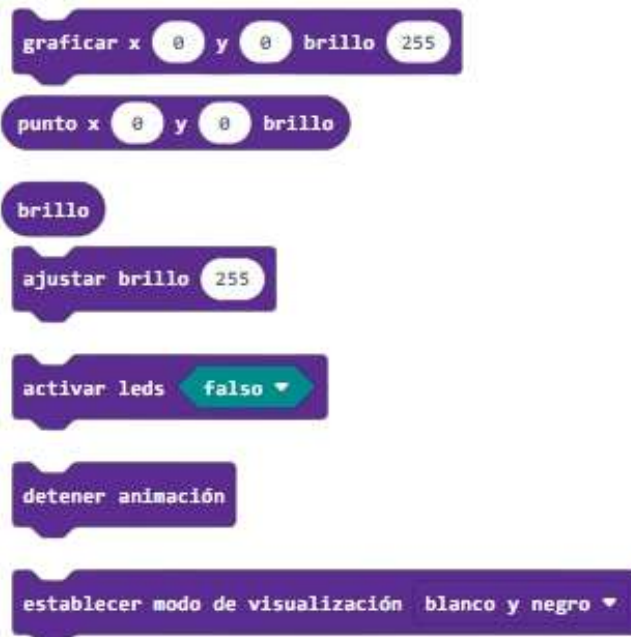 graficar x 0 y 0 brillo 255
punto x 0 y 0 brillo
brillo
ajustar brillo 255
activar leds falso
detener animación
establecer modo de visualización blanco y negro